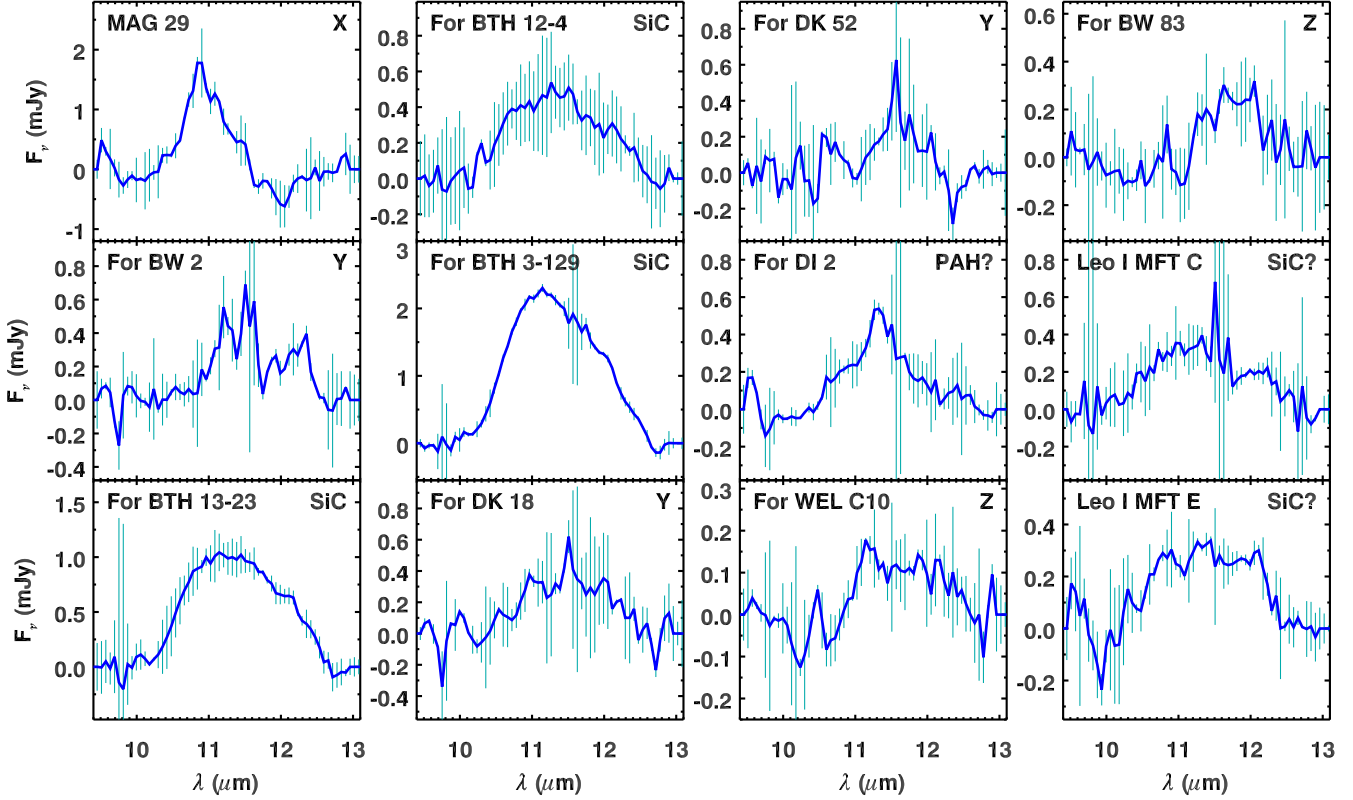 MAG 29 X
For BTH 12-4 SiC
For DK 52 Y
For BW 83 Z
F_ν (mJy)
2
1
0
-1
0.8
0.6
0.4
0.2
0.0
-0.2
0.8
0.6
0.4
0.2
0.0
-0.2
0.6
0.4
0.2
0.0
-0.2
For BW 2 Y
For BTH 3-129 SiC
For DI 2 PAH?
Leo I MFT C SiC?
F_ν (mJy)
0.8
0.6
0.4
0.2
0.0
-0.2
-0.4
3
2
1
0
0.8
0.6
0.4
0.2
0.0
-0.2
0.8
0.6
0.4
0.2
0.0
-0.2
For BTH 13-23 SiC
For DK 18 Y
For WEL C10 Z
Leo I MFT E SiC?
F_ν (mJy)
1.5
1.0
0.5
0.0
0.8
0.6
0.4
0.2
0.0
-0.2
-0.4
0.3
0.2
0.1
0.0
-0.1
-0.2
0.4
0.2
0.0
-0.2
10 11 12 13
10 11 12 13
10 11 12 13
10 11 12 13
λ (μm)
λ (μm)
λ (μm)
λ (μm)